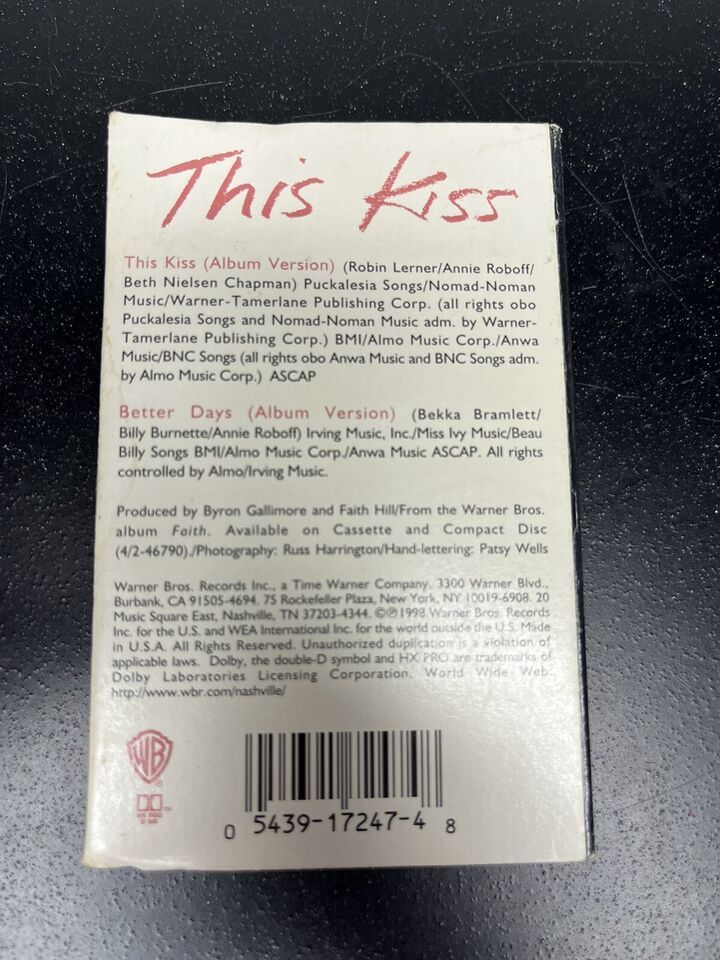 This Kiss
This Kiss (Album Version) (Robin Lerner/Annie Roboff/
Beth Nielsen Chapman) Puckalesia Songs/Nomad-Noman
Music/Warner-Tamerlane Publishing Corp. (all rights obo
Puckalesia Songs and Nomad-Noman Music adm. by Warner-
Tamerlane Publishing Corp.) BMI/Almo Music Corp./Anwa
Music/BNC Songs (all rights obo Anwa Music and BNC Songs adm.
by Almo Music Corp.) ASCAP
Better Days (Album Version) (Bekka Bramlett/
Billy Burnette/Annie Roboff) Irving Music, Inc./Miss Ivy Music/Beau
Billy Songs BMI/Almo Music Corp./Anwa Music ASCAP. All rights
controlled by Almo/Irving Music.
Produced by Byron Gallimore and Faith Hill/From the Warner Bros.
album Faith. Available on Cassette and Compact Disc
(4/2-46790)./Photography: Russ Harrington/Hand-lettering: Patsy Wells
Warner Bros. Records Inc., a Time Warner Company. 3300 Warner Blvd.,
Burbank, CA 91505-4694. 75 Rockefeller Plaza, New York, NY 10019-6908. 20
Music Square East, Nashville, TN 37203-4344. ©℗1998 Warner Bros. Records
Inc. for the U.S. and WEA International Inc. for the world outside the U.S. Made
in U.S.A. All Rights Reserved. Unauthorized duplication is a violation of
applicable laws. Dolby, the double-D symbol and HX PRO are trademarks of
Dolby Laboratories Licensing Corporation. World Wide Web:
http://www.wbr.com/nashville/
WB
®
TM
HX PRO
B NR
0 5439-17247-4 8